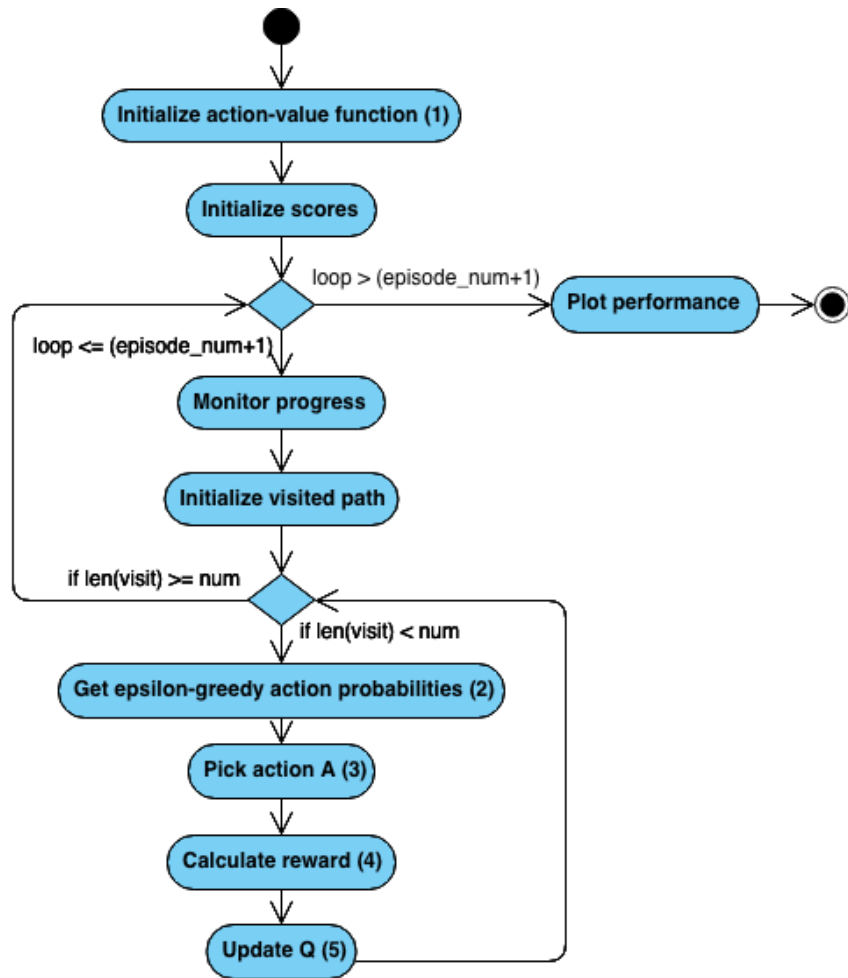 Initialize action-value function (1)
Initialize scores
loop > (episode_num+1)
Plot performance
loop <= (episode_num+1)
Monitor progress
Initialize visited path
if len(visit) >= num
if len(visit) < num
Get epsilon-greedy action probabilities (2)
Pick action A (3)
Calculate reward (4)
Update Q (5)